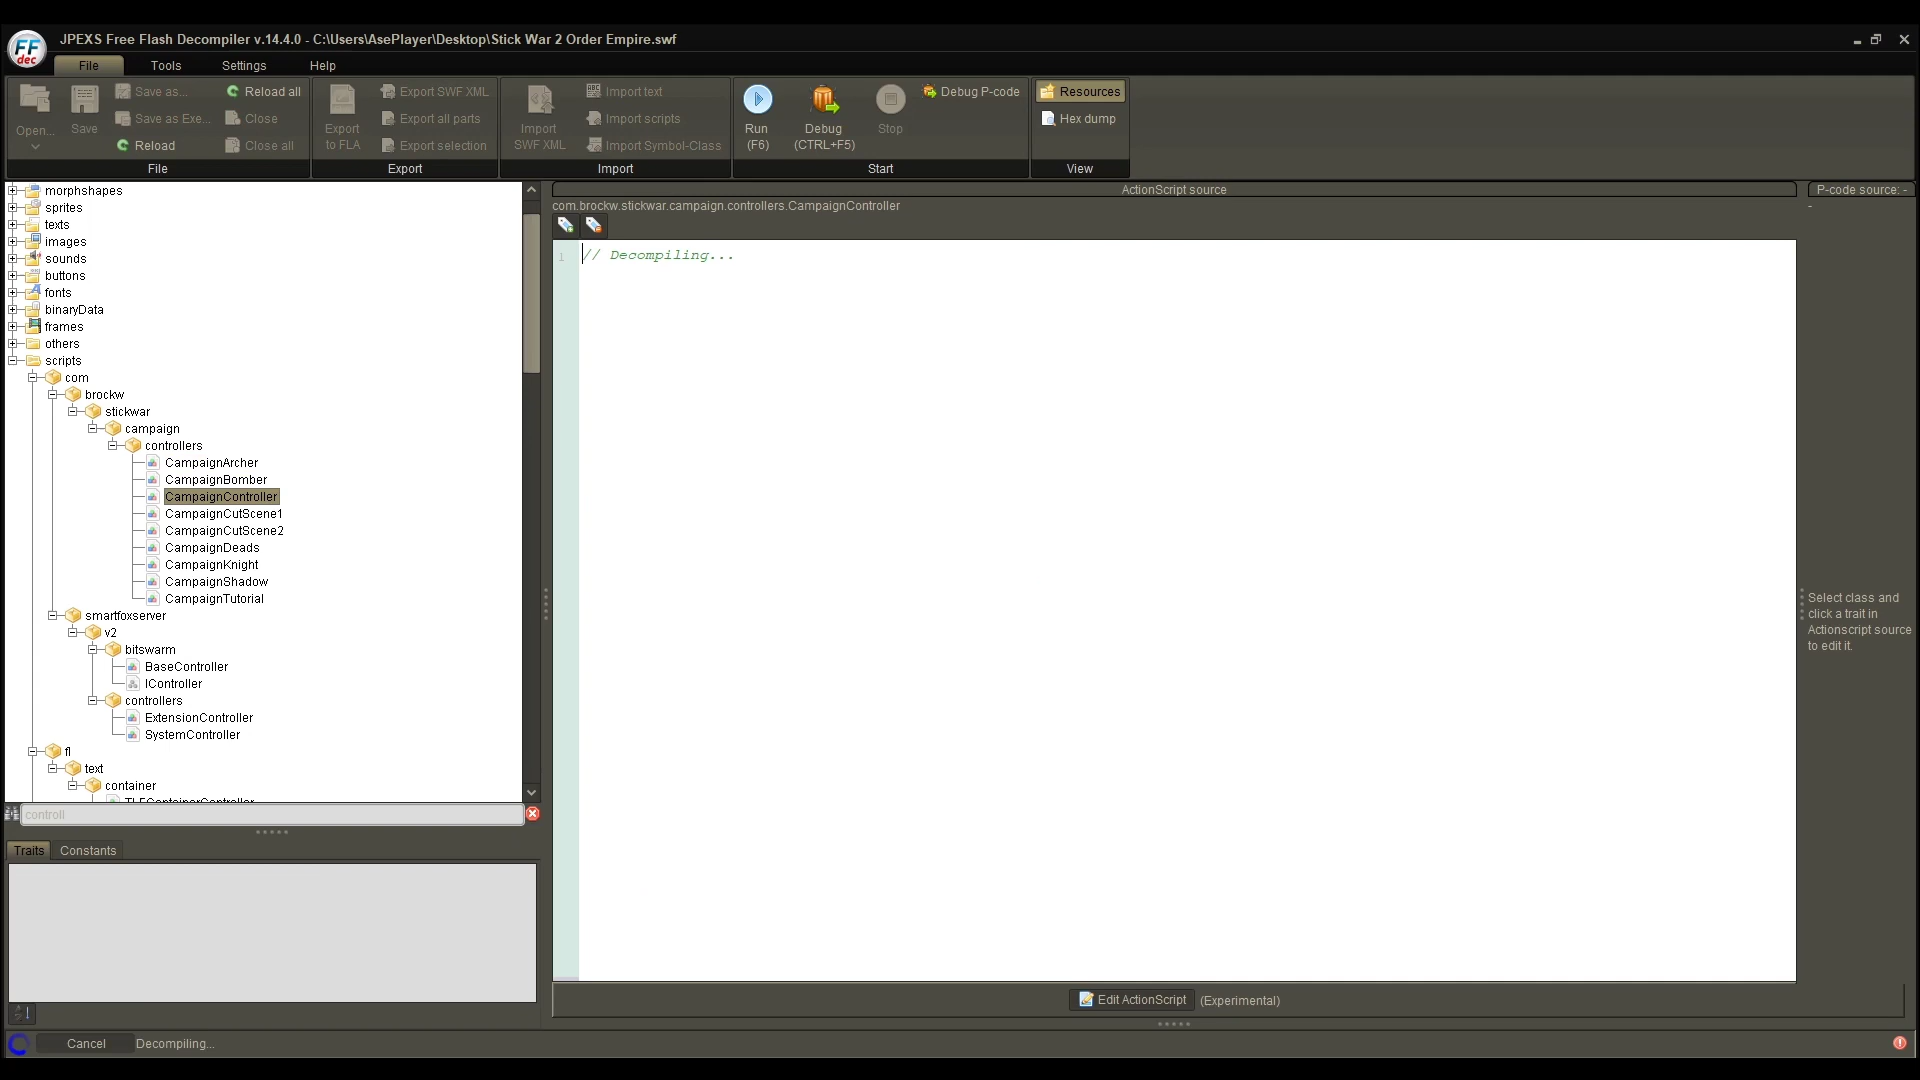 FF dec
JPEXS Free Flash Decompiler v.14.4.0 - C:\Users\AsePlayer\Desktop\Stick War 2 Order Empire.swf
File Tools Settings Help
Open... Save Save as... Save as Exe... Reload Reload all Close Close all
File
Export to FLA Export SWF XML Export all parts Export selection
Export
Import SWF XML Import text Import scripts Import Symbol-Class
Import
Run (F6) Debug (CTRL+F5) Stop Debug P-code
Start
Resources Hex dump
View
morphshapes
sprites
texts
images
sounds
buttons
fonts
binaryData
frames
others
scripts
com
brockw
stickwar
campaign
controllers
CampaignArcher
CampaignBomber
CampaignController
CampaignCutScene1
CampaignCutScene2
CampaignDeads
CampaignKnight
CampaignShadow
CampaignTutorial
smartfoxserver
v2
bitswarm
BaseController
IController
controllers
ExtensionController
SystemController
fl
text
container
TLFContainerController
controll
Traits Constants
ActionScript source
com.brockw.stickwar.campaign.controllers.CampaignController
1 // Decompiling...
Edit ActionScript (Experimental)
P-code source: -
-
Select class and
click a trait in
Actionscript source
to edit it.
Cancel Decompiling...